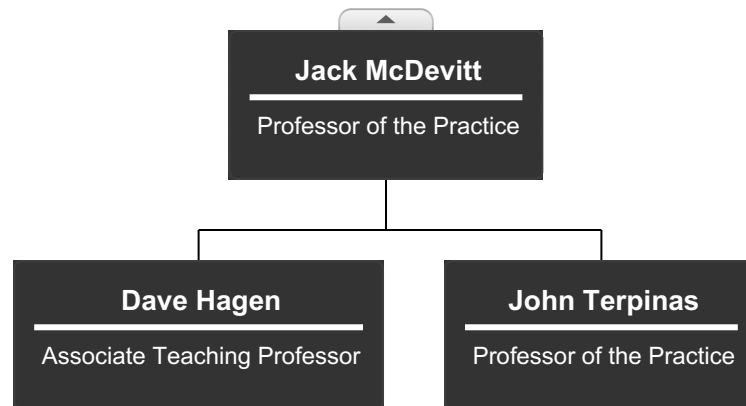 Jack McDevitt
Professor of the Practice
Dave Hagen
Associate Teaching Professor
John Terpinas
Professor of the Practice